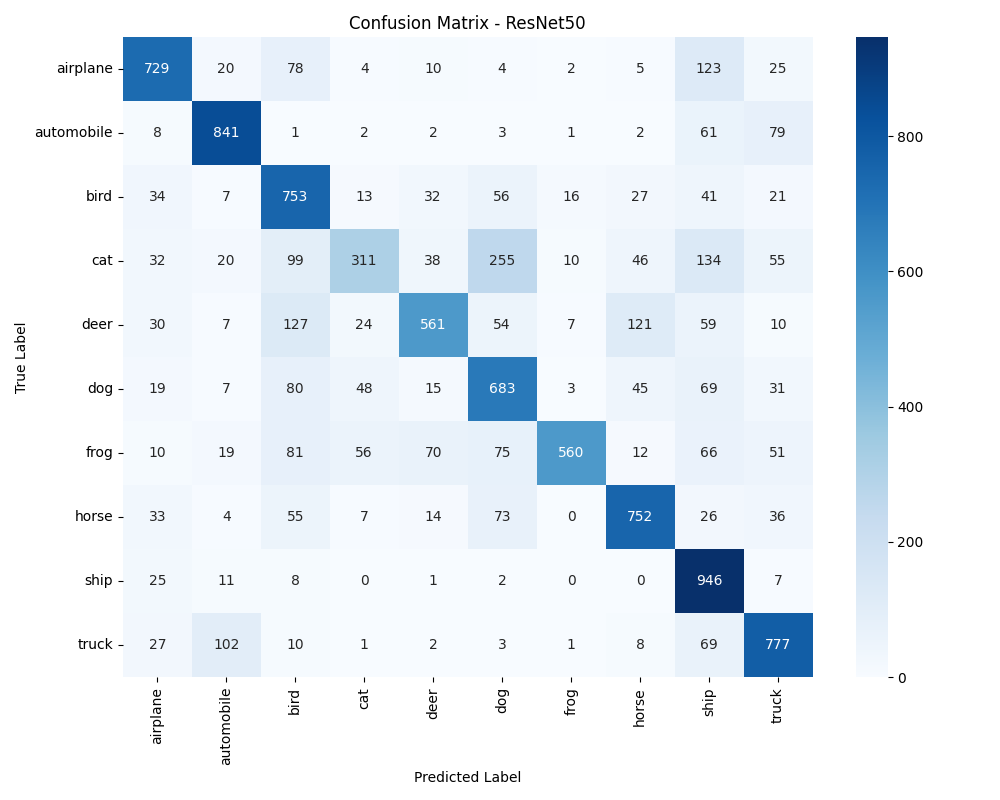 Confusion Matrix - ResNet50
airplane 729 20 78 4 10 4 2 5 123 25
automobile 8 841 1 2 2 3 1 2 61 79
bird 34 7 753 13 32 56 16 27 41 21
cat 32 20 99 311 38 255 10 46 134 55
deer 30 7 127 24 561 54 7 121 59 10
dog 19 7 80 48 15 683 3 45 69 31
frog 10 19 81 56 70 75 560 12 66 51
horse 33 4 55 7 14 73 0 752 26 36
ship 25 11 8 0 1 2 0 0 946 7
truck 27 102 10 1 2 3 1 8 69 777
True Label
airplane automobile bird cat deer dog frog horse ship truck
Predicted Label
800
600
400
200
0